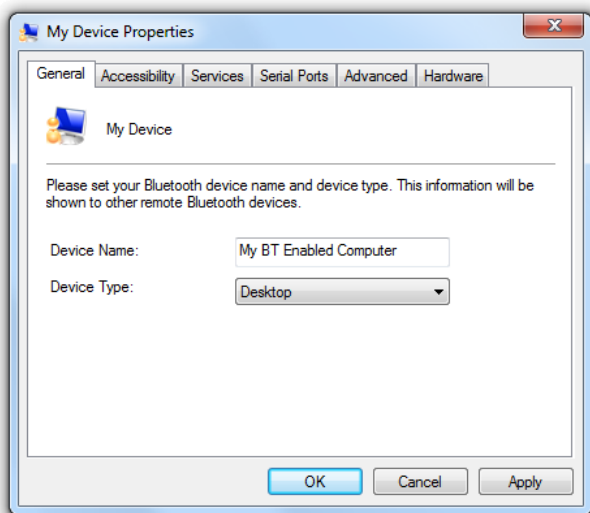 My Device Properties
General Accessibility Services Serial Ports Advanced Hardware
My Device
Please set your Bluetooth device name and device type. This information will be
shown to other remote Bluetooth devices.
Device Name: My BT Enabled Computer
Device Type: Desktop
OK Cancel Apply